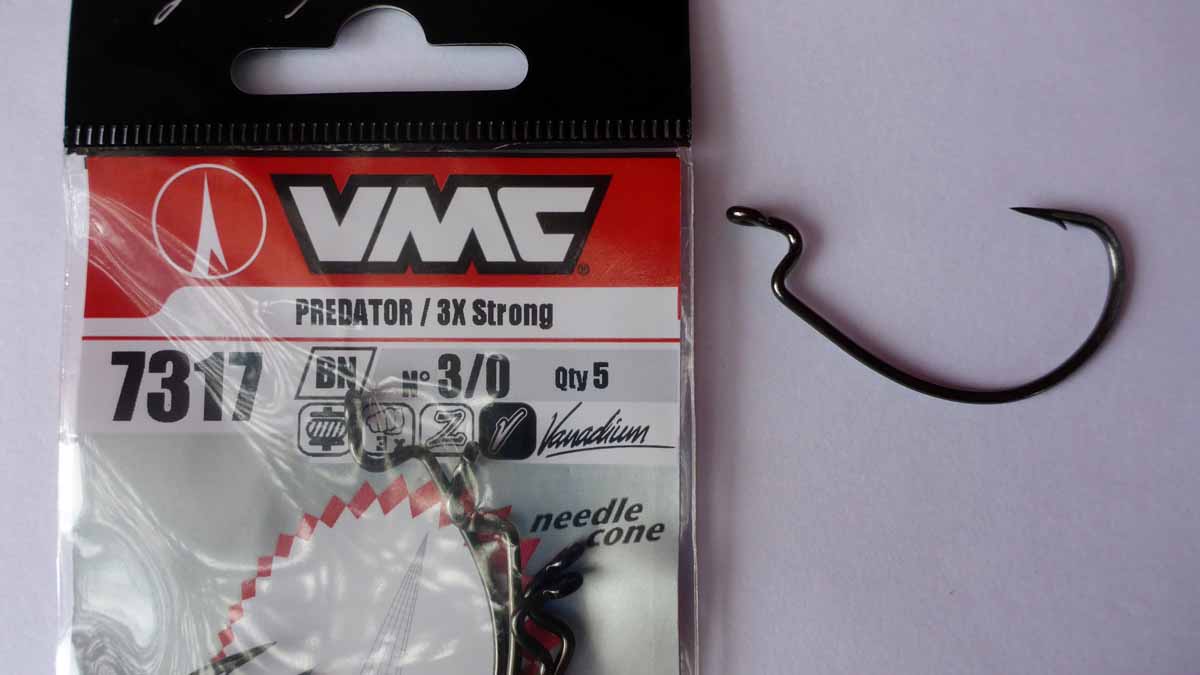 VMC®
PREDATOR / 3X Strong
7317 BN N° 3/0 Qty 5
Vanadium
needle
cone